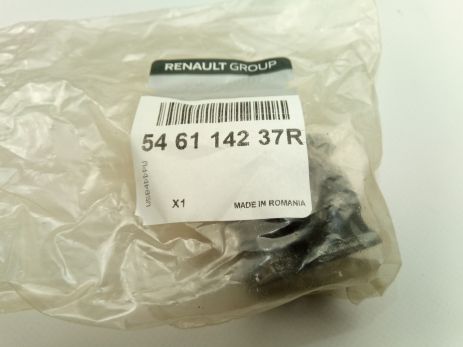 RENAULT GROUP
54 61 142 37R
X1
MADE IN ROMANIA